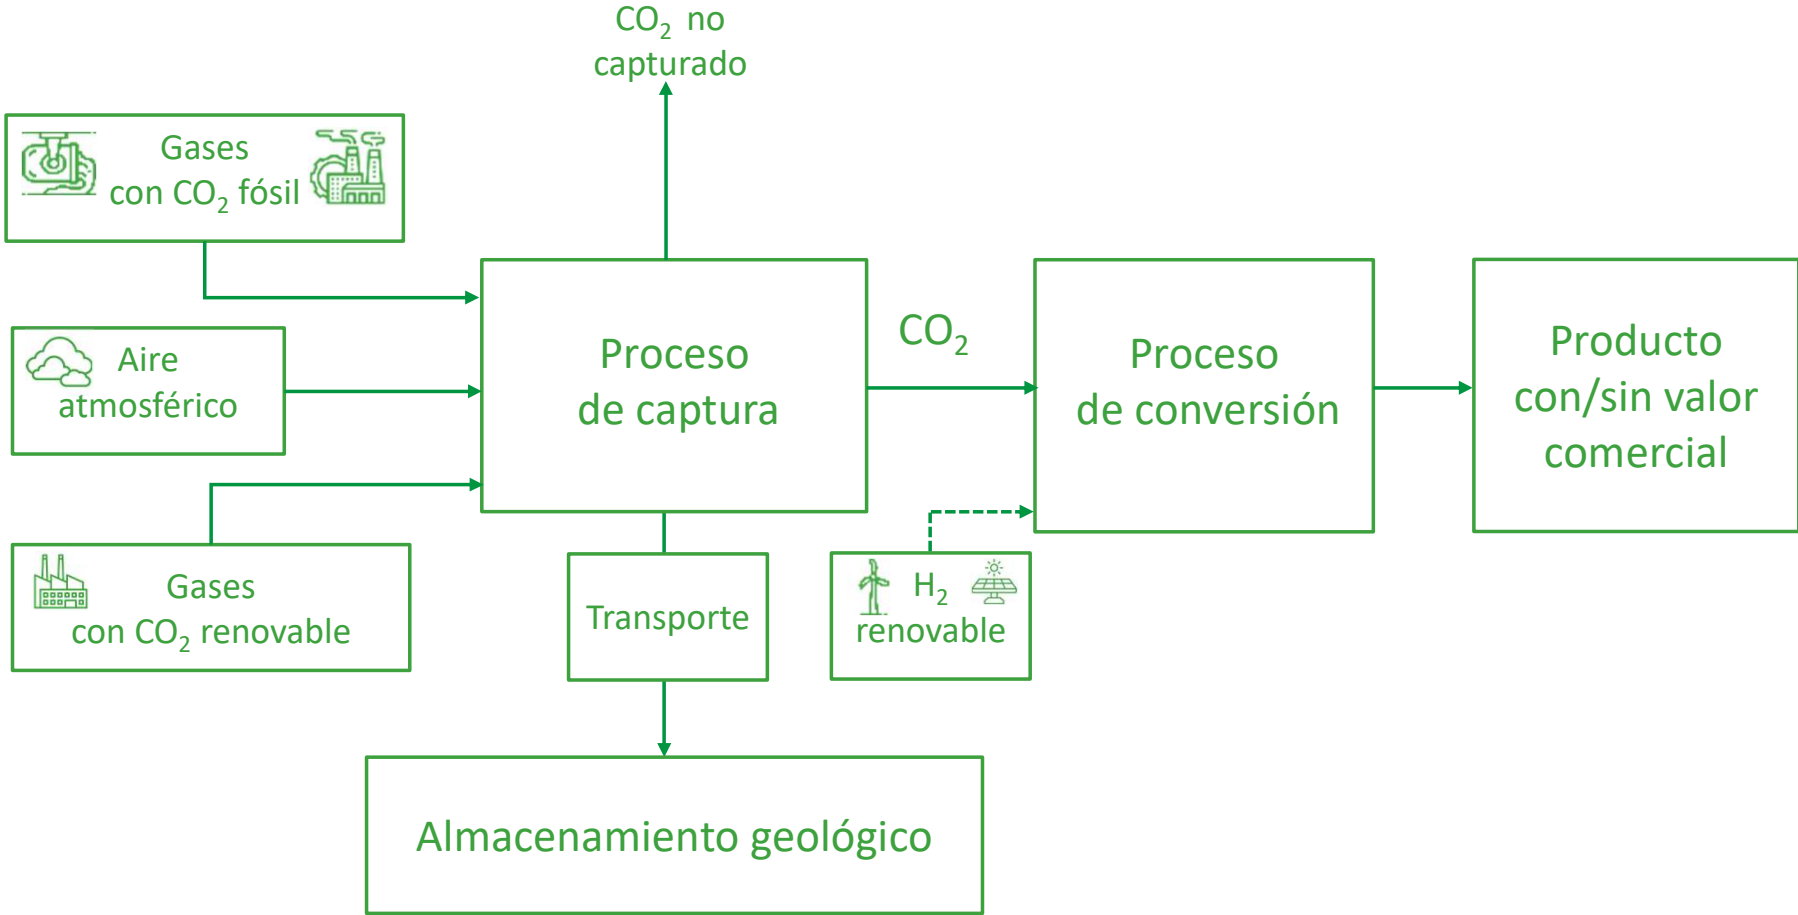 CO₂ no
capturado
Gases
con CO₂ fósil
Aire
atmosférico
Gases
con CO₂ renovable
Proceso
de captura
CO₂
Proceso
de conversión
Producto
con/sin valor
comercial
Transporte
H₂
renovable
Almacenamiento geológico